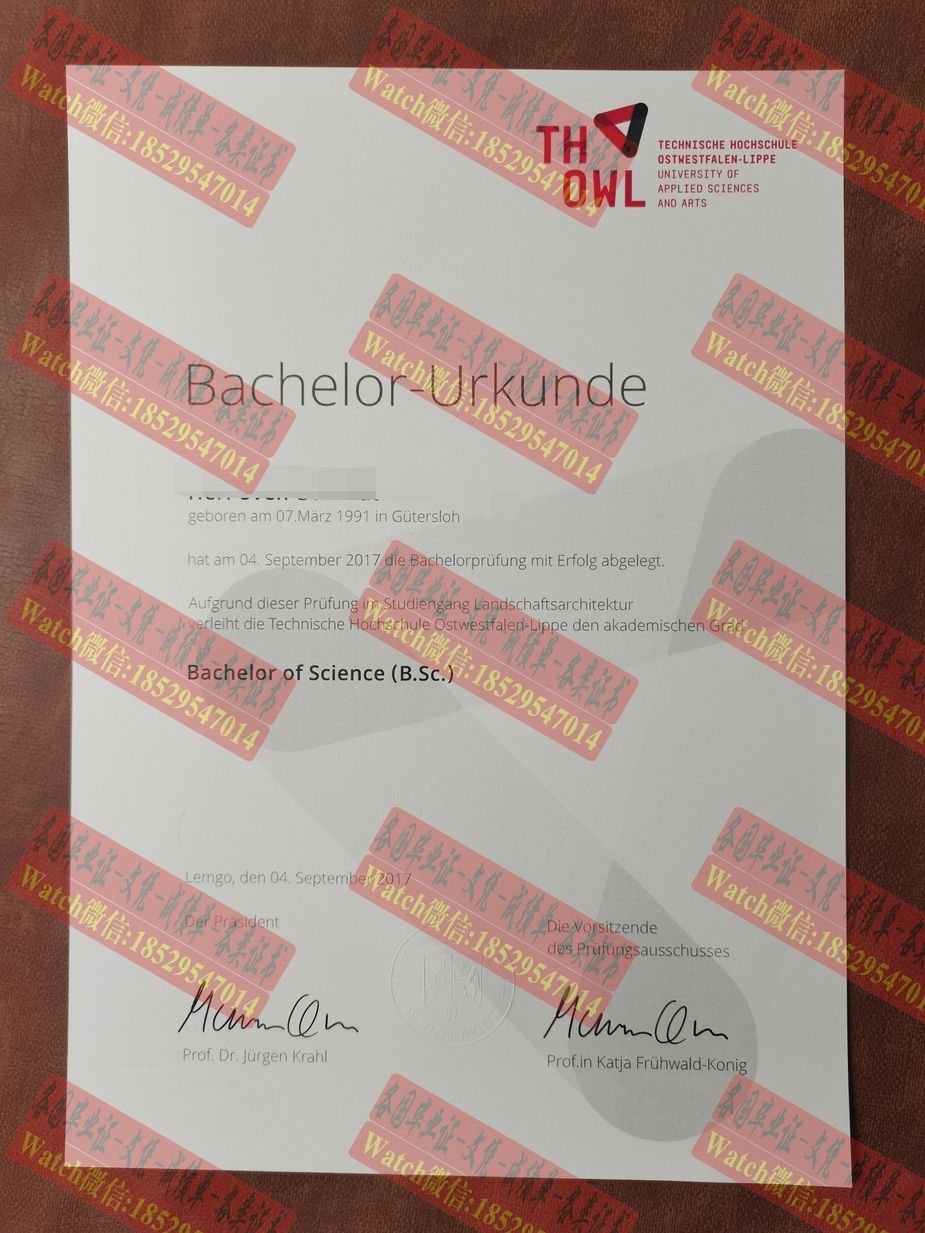 TH
OWL
TECHNISCHE HOCHSCHULE
OSTWESTFALEN-LIPPE
UNIVERSITY OF
APPLIED SCIENCES
AND ARTS
Bachelor-Urkunde
geboren am 07.März 1991 in Gütersloh
hat am 04. September 2017 die Bachelorprüfung mit Erfolg abgelegt.
Aufgrund dieser Prüfung im Studiengang Landschaftsarchitektur
verleiht die Technische Hochschule Ostwestfalen-Lippe den akademischen Grad
Bachelor of Science (B.Sc.)
Lemgo, den 04. September 2017
Der Präsident
Die Vorsitzende
des Prüfungsausschusses
Prof. Dr. Jürgen Krahl
Prof.in Katja Frühwald-Konig
各国毕业证-文凭-成绩单-各类证书
Watch微信:18529547014